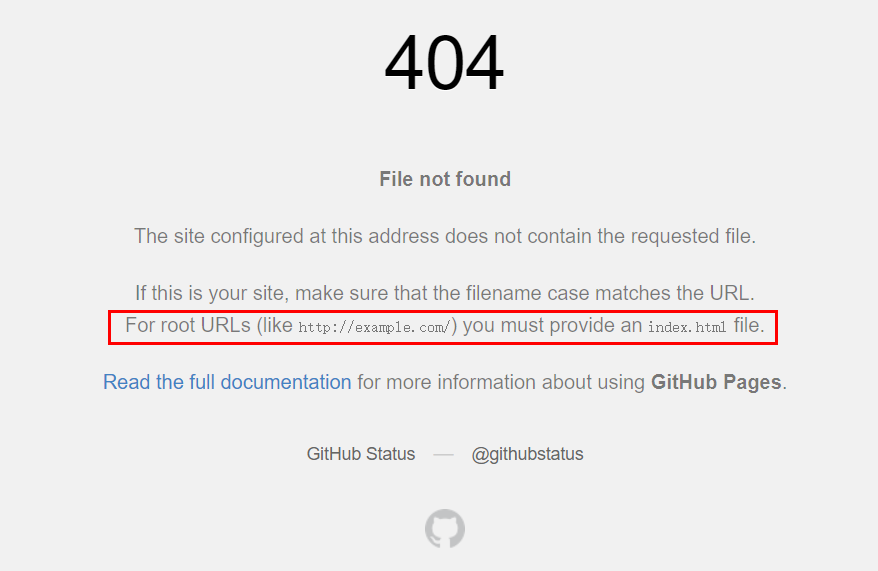 404
File not found
The site configured at this address does not contain the requested file.
If this is your site, make sure that the filename case matches the URL.
For root URLs (like http://example.com/) you must provide an index.html file.
Read the full documentation for more information about using GitHub Pages.
GitHub Status — @githubstatus